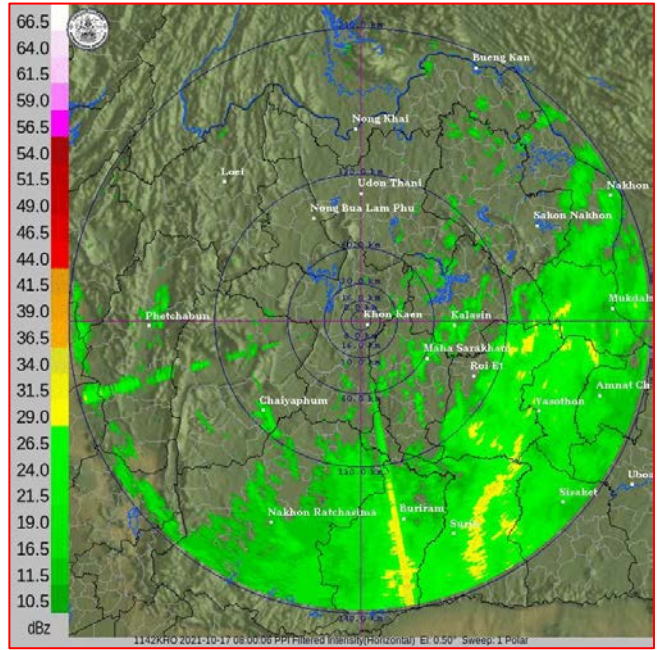 66.5
64.0
61.5
59.0
56.5
54.0
51.5
49.0
46.5
44.0
41.5
39.0
36.5
34.0
31.5
29.0
26.5
24.0
21.5
19.0
16.5
11.5
10.5
dBz
Bueng Kan
Nong Khai
Loei
Udon Thani
Nakhon
Nong Bua Lam Phu
Sakon Nakhon
Mukdah
Phetchabun
Khon Kaen
Kalasin
Maha Sarakham
Roi Et
Chaiyaphum
Amnat Ch
Yasothon
Ubon
Sisaket
Nakhon Ratchasima
Buriram
Surin
1142KHO 2021-10-17 08:00:06 PPI Filtered Intensity(Horizontal) El: 0.50° Sweep: 1 Polar